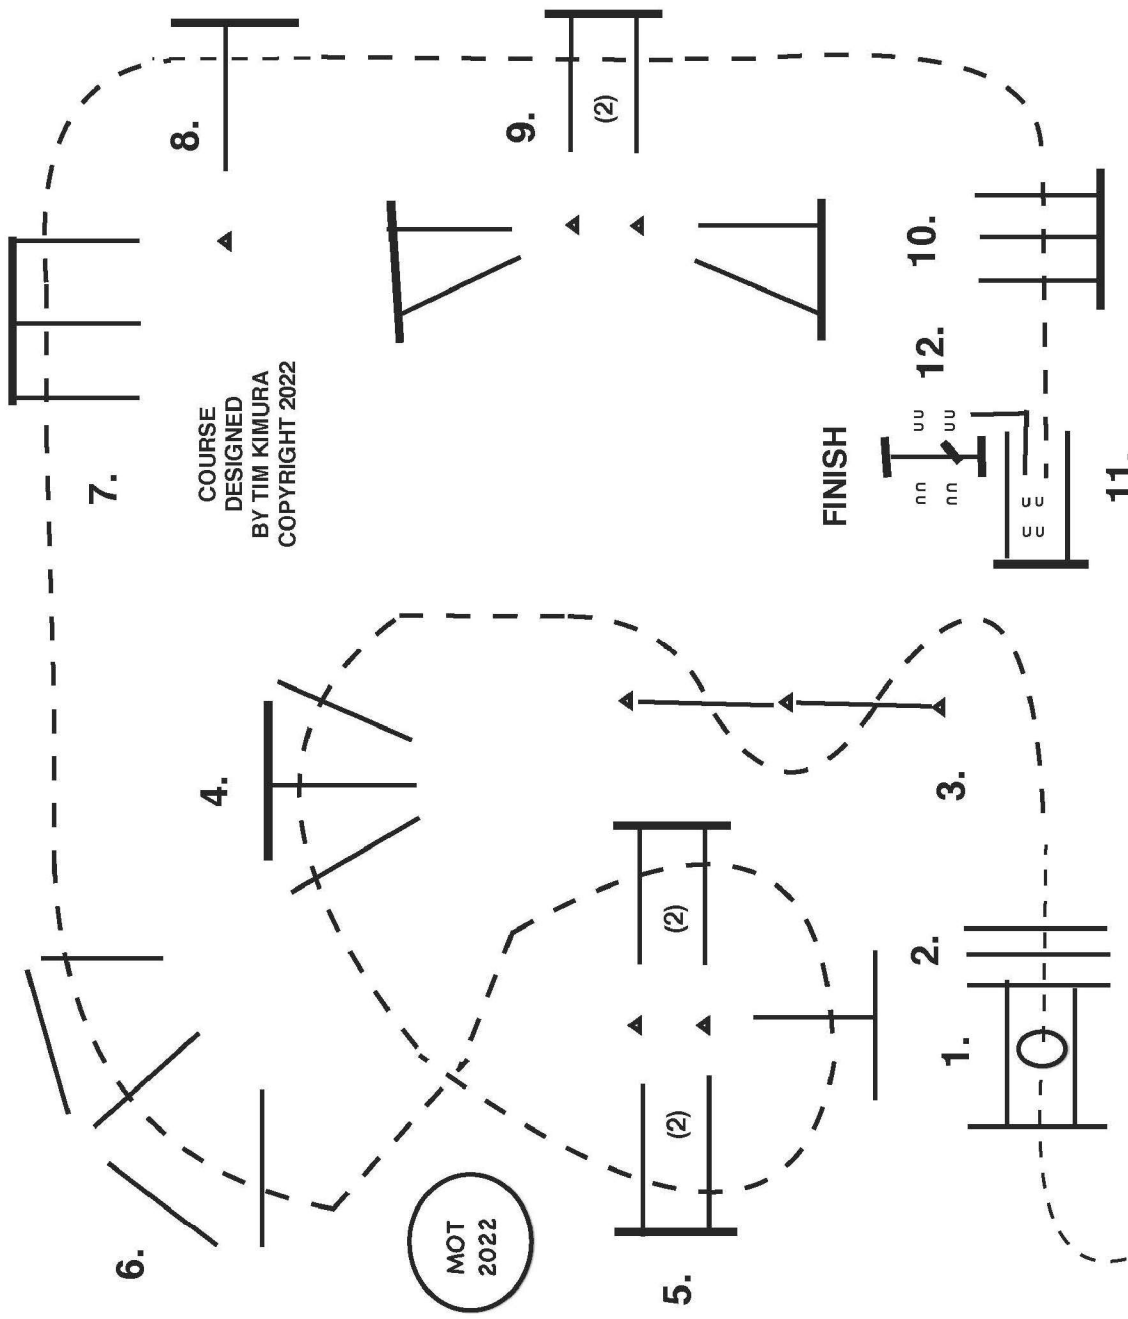 6.
7.
8.
4.
COURSE
DESIGNED
BY TIM KIMURA
COPYRIGHT 2022
MOT
2022
9.
(2)
5.
(2)
(2)
FINISH
1.
2.
3.
12.
10.
11.